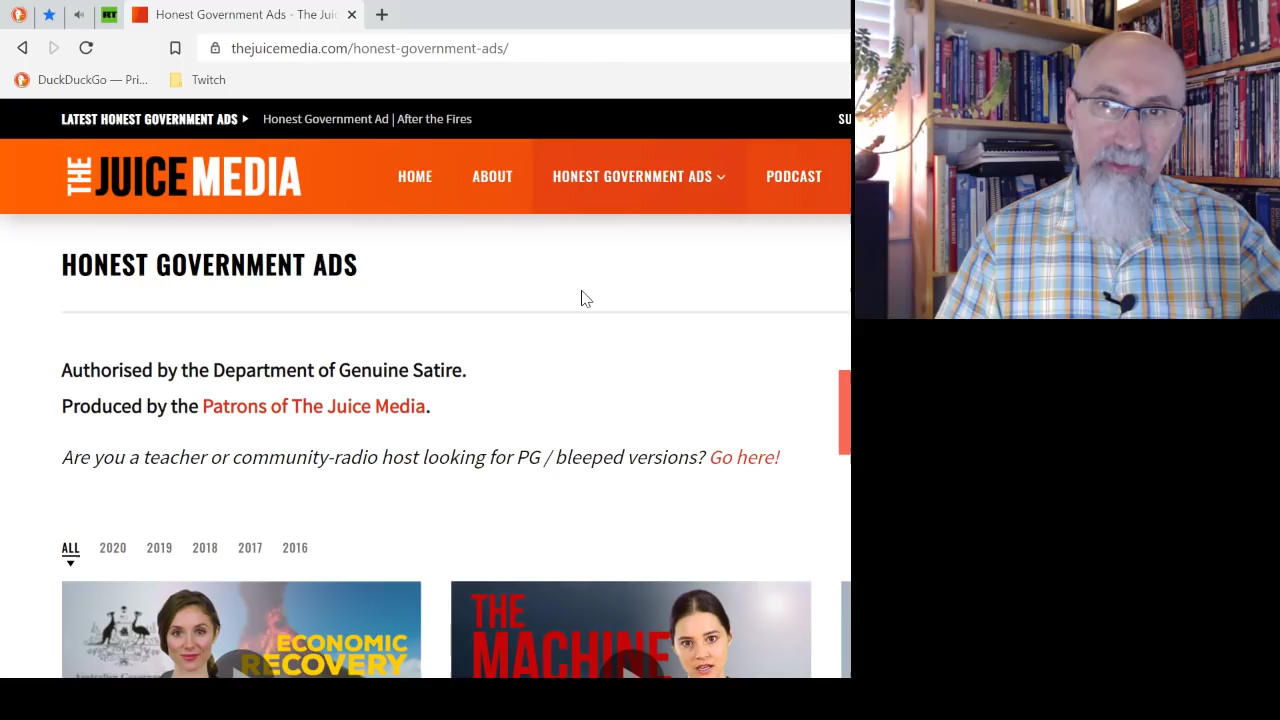 RT
Honest Government Ads - The Juic
thejuicemedia.com/honest-government-ads/
DuckDuckGo — Pri...
Twitch
LATEST HONEST GOVERNMENT ADS
Honest Government Ad | After the Fires
SU
THE JUICEMEDIA
HOME
ABOUT
HONEST GOVERNMENT ADS
PODCAST
HONEST GOVERNMENT ADS
Authorised by the Department of Genuine Satire.
Produced by the Patrons of The Juice Media.
Are you a teacher or community-radio host looking for PG / bleeped versions? Go here!
ALL
2020
2019
2018
2017
2016
ECONOMIC
RECOVERY
THE
MACHINE